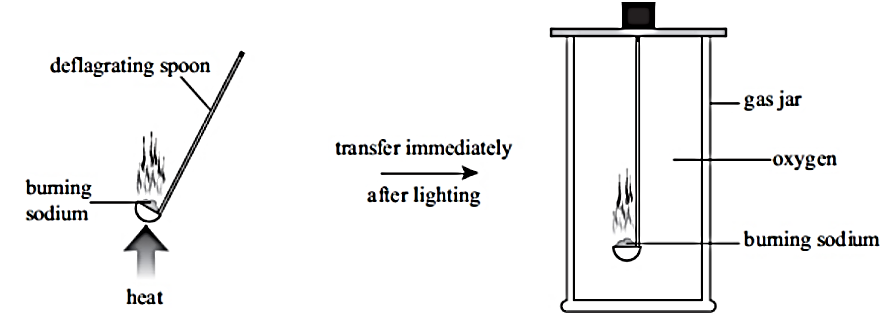 deflagrating spoon
burning
sodium
heat
transfer immediately
after lighting
gas jar
oxygen
burning sodium